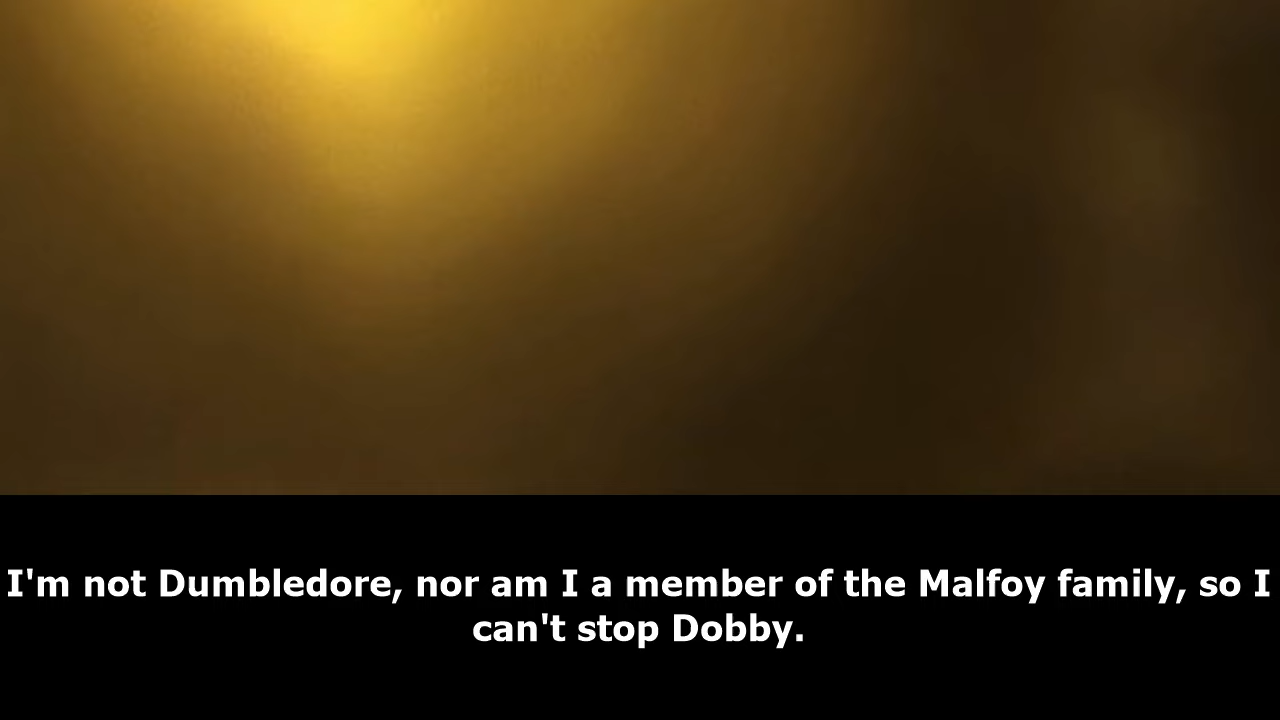 I'm not Dumbledore, nor am I a member of the Malfoy family, so I
can't stop Dobby.